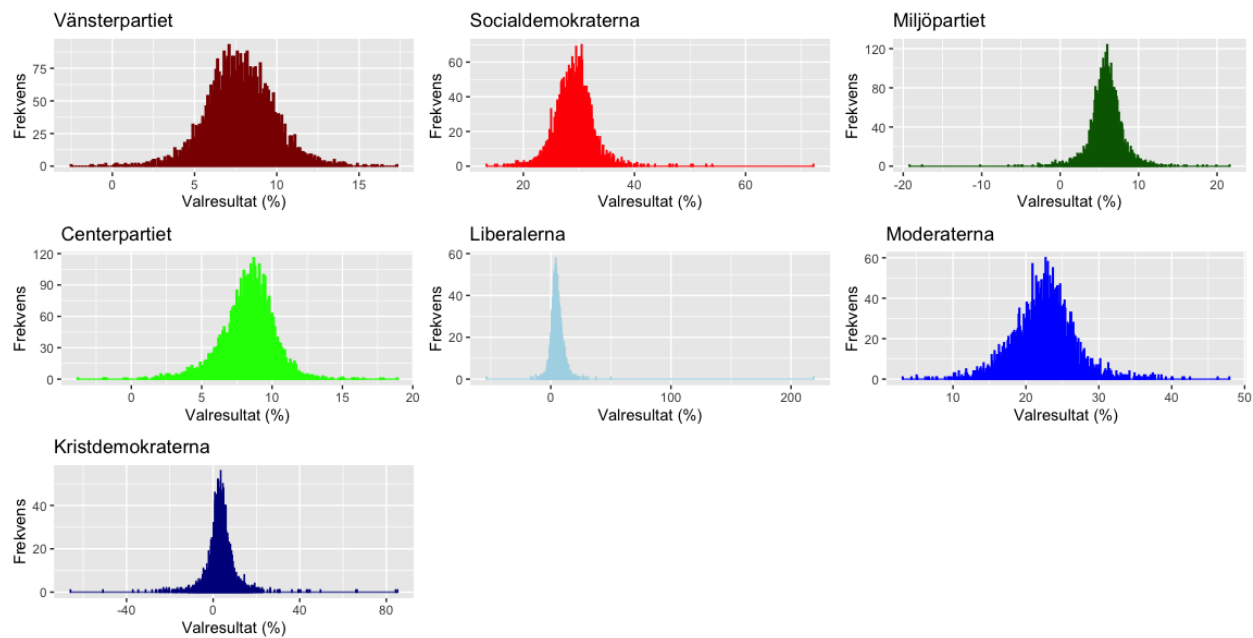 Vänsterpartiet
Frekvens
75
50
25
0
0
5
10
15
Valresultat (%)
Socialdemokraterna
Frekvens
60
40
20
0
20
40
60
Valresultat (%)
Miljöpartiet
Frekvens
120
80
40
0
-20
-10
0
10
20
Valresultat (%)
Centerpartiet
Frekvens
120
90
60
30
0
0
5
10
15
20
Valresultat (%)
Liberalerna
Frekvens
60
40
20
0
0
100
200
Valresultat (%)
Moderaterna
Frekvens
60
40
20
0
10
20
30
40
50
Valresultat (%)
Kristdemokraterna
Frekvens
40
20
0
-40
0
40
80
Valresultat (%)